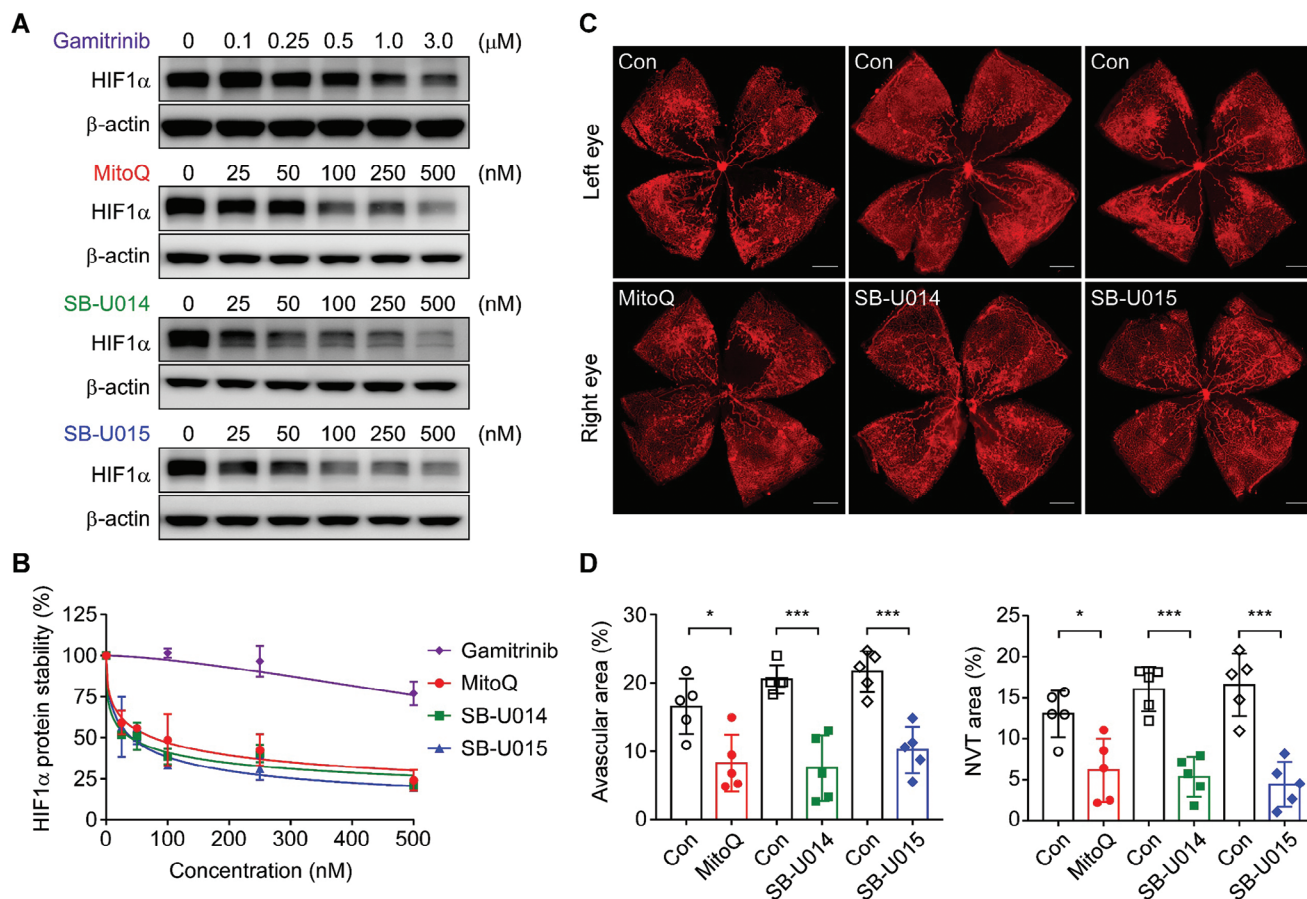 A
Gamitrinib 0 0.1 0.25 0.5 1.0 3.0 (μM)
HIF1α
β-actin
MitoQ 0 25 50 100 250 500 (nM)
HIF1α
β-actin
SB-U014 0 25 50 100 250 500 (nM)
HIF1α
β-actin
SB-U015 0 25 50 100 250 500 (nM)
HIF1α
β-actin
B
HIF1α protein stability (%)
125
100
75
50
25
0
0 100 200 300 400 500
Concentration (nM)
Gamitrinib
MitoQ
SB-U014
SB-U015
C
Left eye
Con Con Con
Right eye
MitoQ SB-U014 SB-U015
D
Avascular area (%)
30
20
10
0
* *** ***
Con MitoQ Con SB-U014 Con SB-U015
NVT area (%)
25
20
15
10
5
0
* *** ***
Con MitoQ Con SB-U014 Con SB-U015